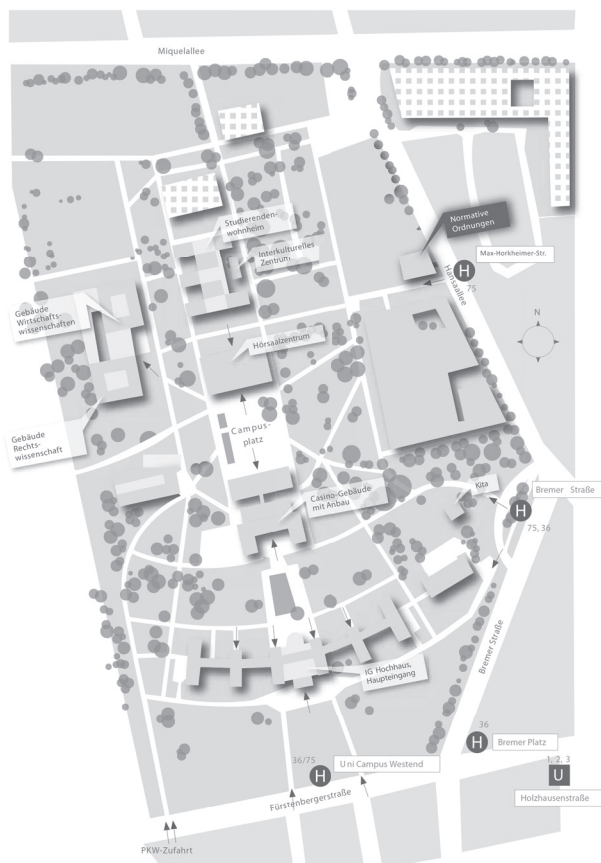 Miquelallee
Studierenden-
wohnheim
Normative
Ordnungen
Interkulturelles
Zentrum
Max-Horkheimer-Str.
H
75
Hansaallee
N
Gebäude
Wirtschafts-
wissenschaften
Hörsaalzentrum
Gebäude
Rechts-
wissenschaft
Campus-
platz
Casino-Gebäude
mit Anbau
Kita
Bremer Straße
H
75, 36
Bremer Straße
IG Hochhaus,
Haupteingang
36
H
Bremer Platz
36/75
H
Uni Campus Westend
1, 2, 3
U
Holzhausenstraße
Fürstenbergerstraße
PKW-Zufahrt